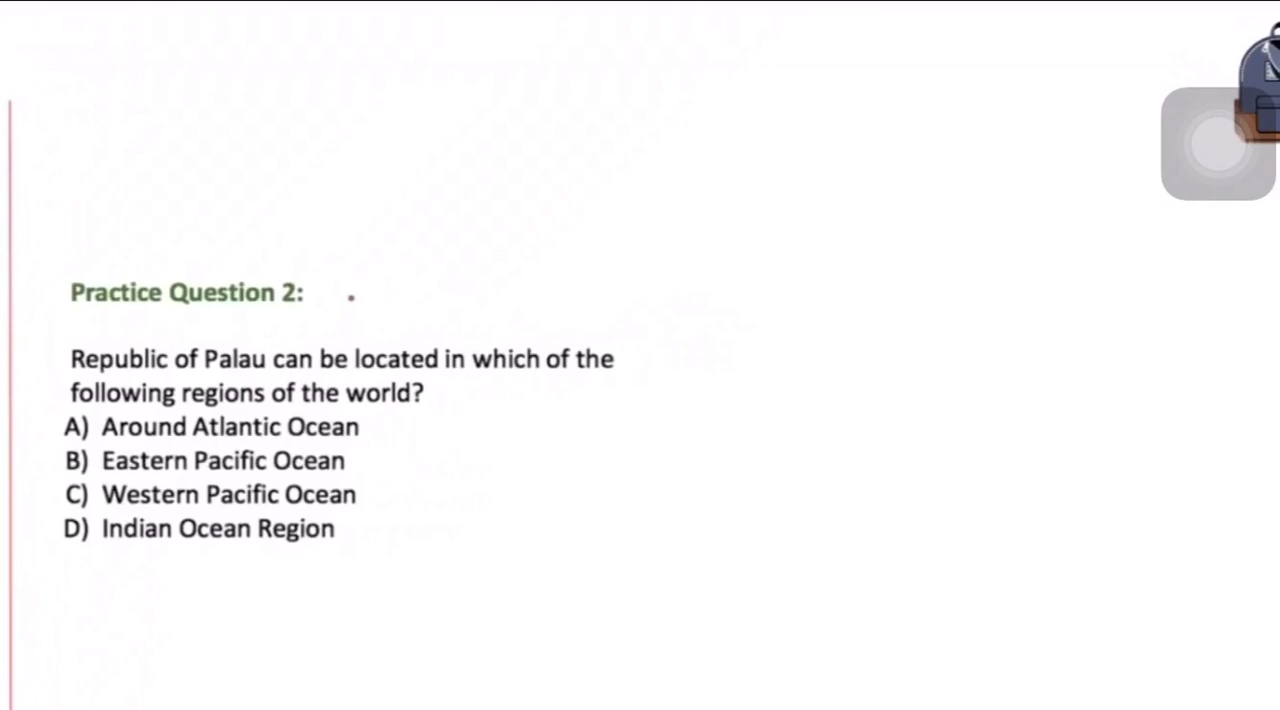 Practice Question 2:
Republic of Palau can be located in which of the
following regions of the world?
A) Around Atlantic Ocean
B) Eastern Pacific Ocean
C) Western Pacific Ocean
D) Indian Ocean Region